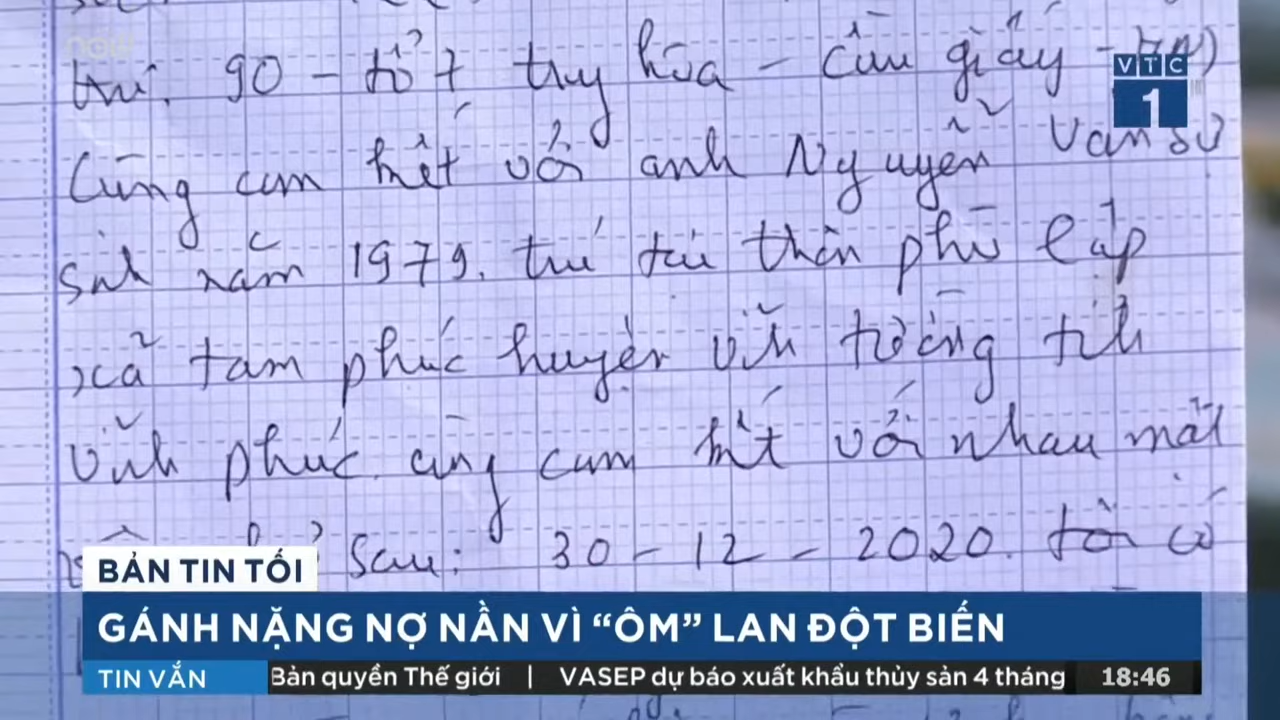 trú. 90 - tổ 7 trung hòa - cầu giấy - HN)
VTC
1
Cùng cam kết với anh Nguyễn Văn Sử
sinh năm 1979. trú tại thôn phù lập
xã tam phúc huyện vĩnh tường tỉnh
vĩnh phúc. cùng cam kết với nhau một
sau: 30 - 12 - 2020. tôi có
BẢN TIN TỐI
GÁNH NẶNG NỢ NẦN VÌ “ÔM” LAN ĐỘT BIẾN
TIN VẮN Bản quyền Thế giới | VASEP dự báo xuất khẩu thủy sản 4 tháng 18:46